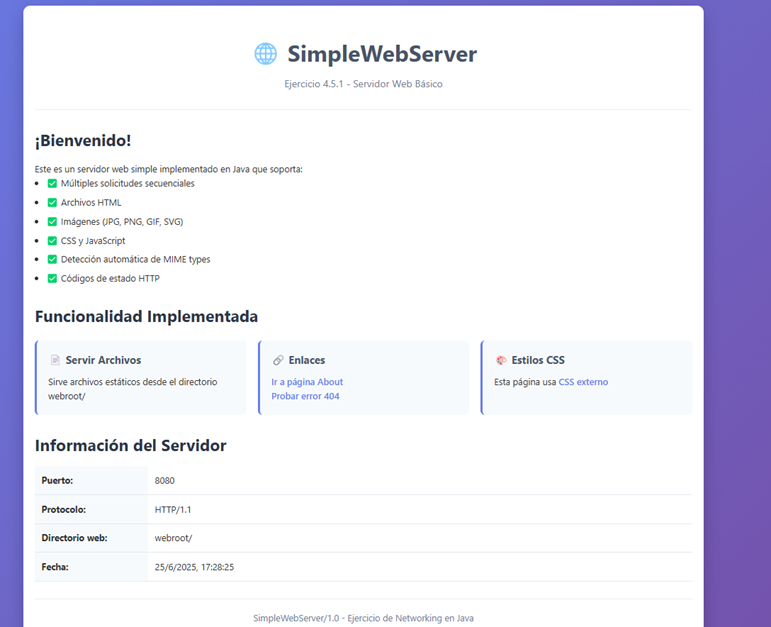 SimpleWebServer
Ejercicio 4.5.1 - Servidor Web Básico
¡Bienvenido!
Este es un servidor web simple implementado en Java que soporta:
Múltiples solicitudes secuenciales
Archivos HTML
Imágenes (JPG, PNG, GIF, SVG)
CSS y JavaScript
Detección automática de MIME types
Códigos de estado HTTP
Funcionalidad Implementada
Servir Archivos
Sirve archivos estáticos desde el directorio
webroot/
Enlaces
Ir a página About
Probar error 404
Estilos CSS
Esta página usa CSS externo
Información del Servidor
Puerto: 8080
Protocolo: HTTP/1.1
Directorio web: webroot/
Fecha: 25/6/2025, 17:28:25
SimpleWebServer/1.0 - Ejercicio de Networking en Java